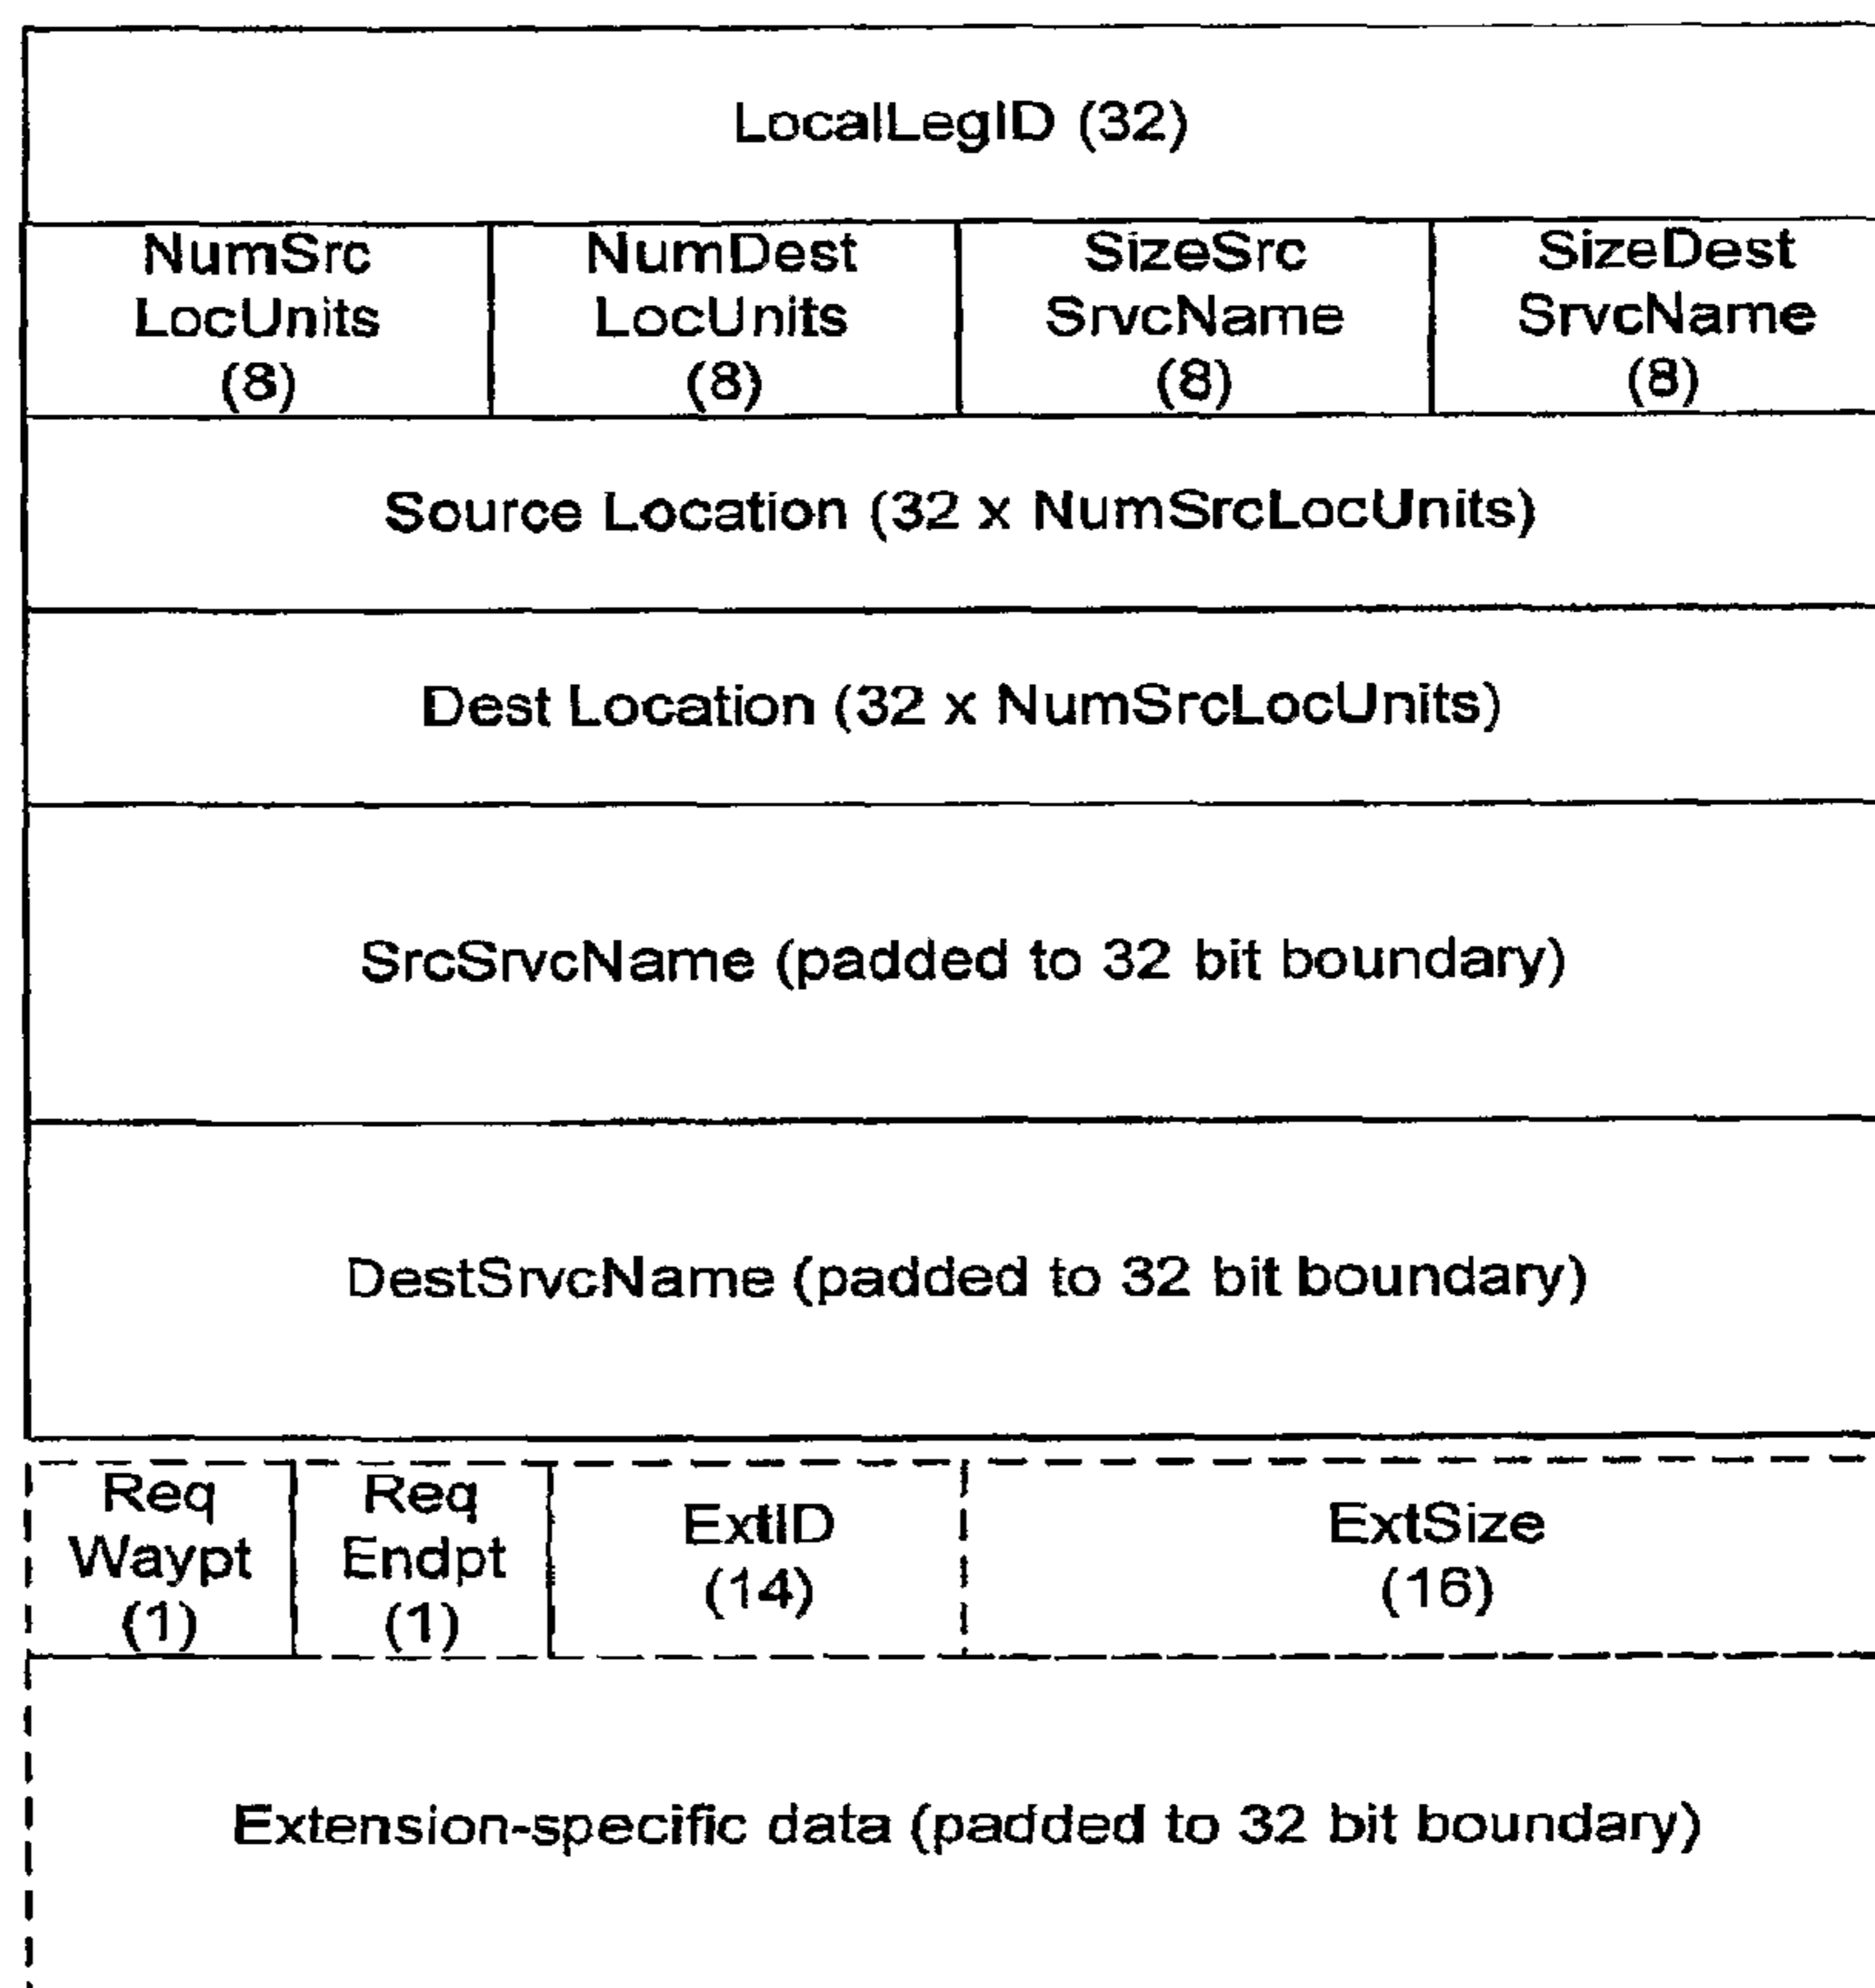 LocalLegID (32)
NumSrc
LocUnits
(8)
NumDest
LocUnits
(8)
SizeSrc
SrvcName
(8)
SizeDest
SrvcName
(8)
Source Location (32 x NumSrcLocUnits)
Dest Location (32 x NumSrcLocUnits)
SrcSrvcName (padded to 32 bit boundary)
DestSrvcName (padded to 32 bit boundary)
Req
Waypt
(1)
Req
Endpt
(1)
ExtID
(14)
ExtSize
(16)
Extension-specific data (padded to 32 bit boundary)